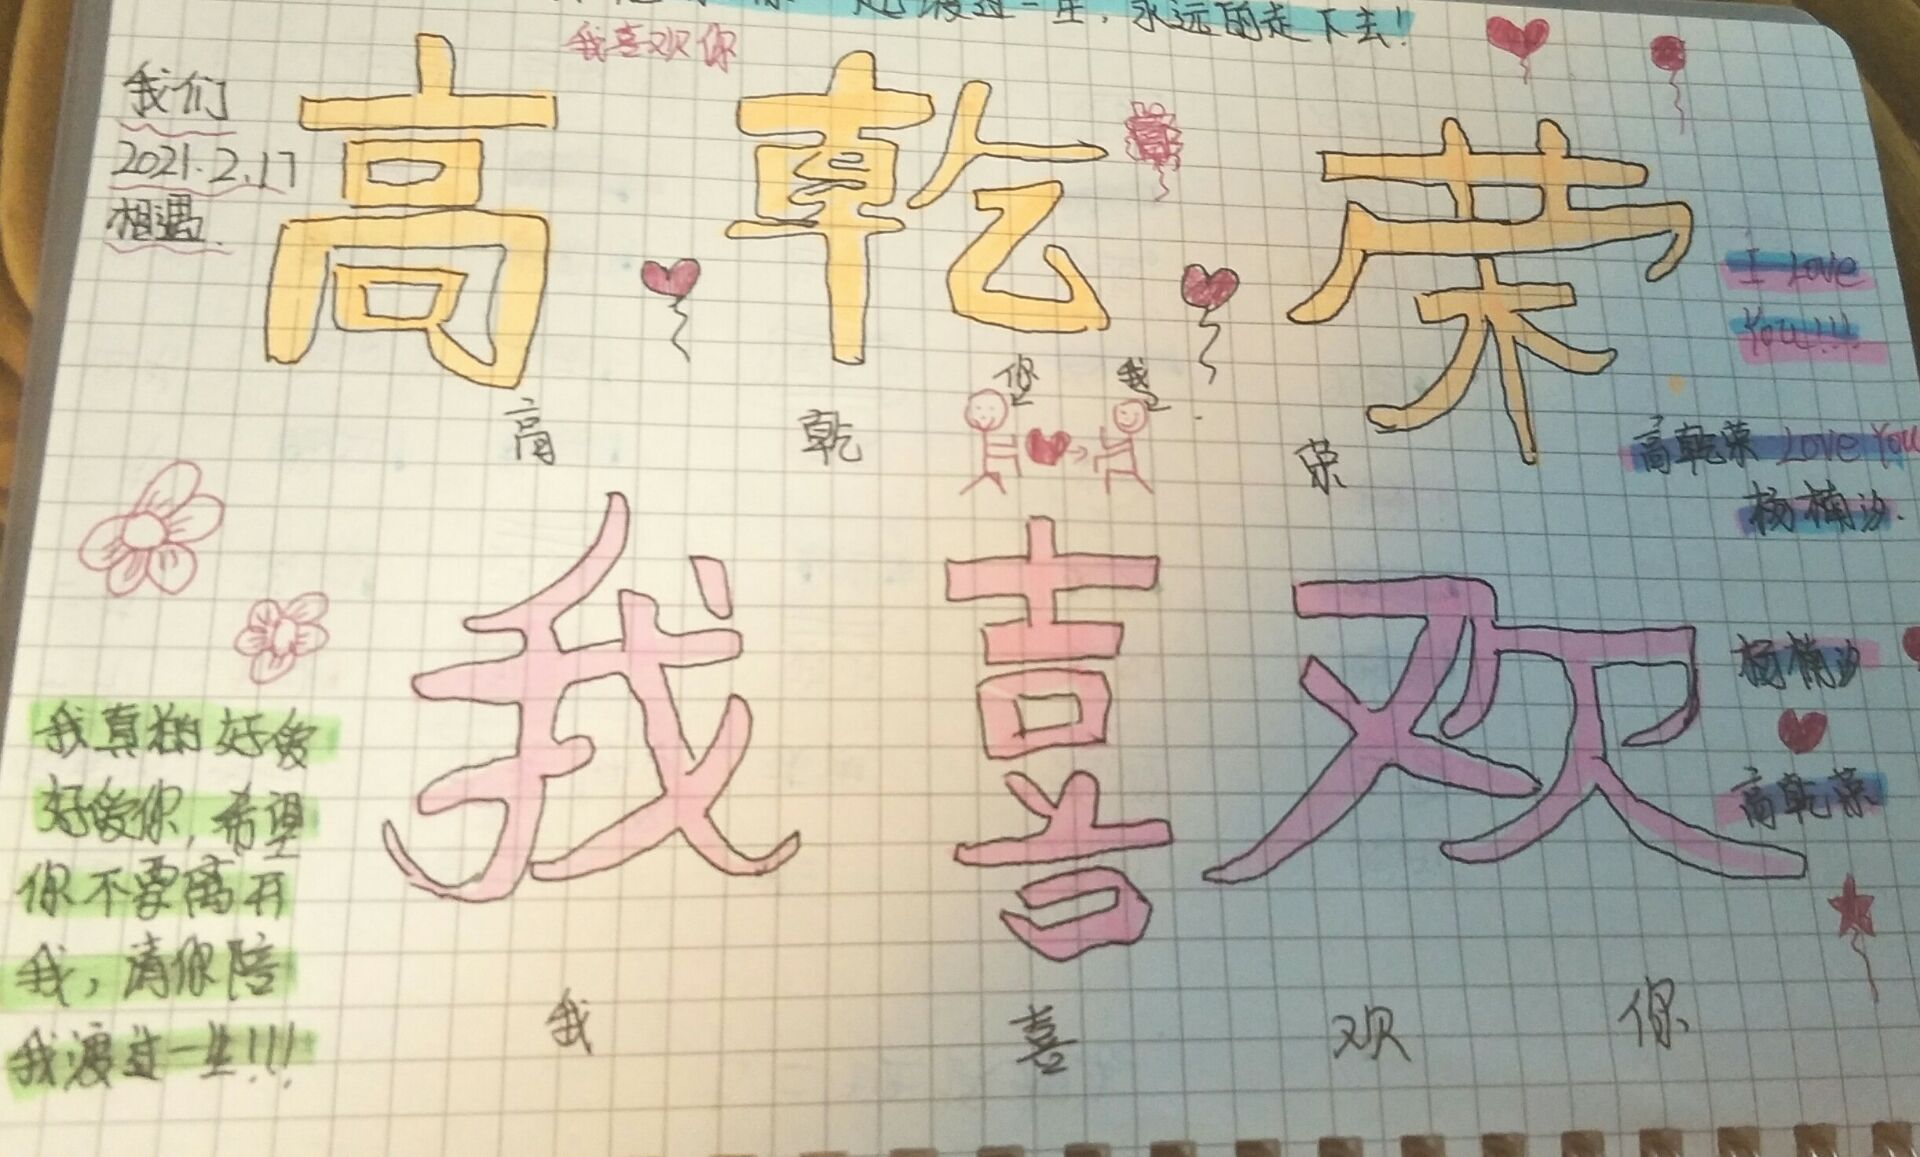 一起渡过一生，永远的走下去！
我喜欢你
我们
2021.2.17
相遇
高乾荣
I Love
You!!!
你 我
高 乾 荣
高乾荣 Love You
杨楠汐.
我喜欢
杨楠汐
高乾荣
我真的好爱
好爱你，希望
你不要离开
我，请你陪
我渡过一生!!!
我 喜 欢 你